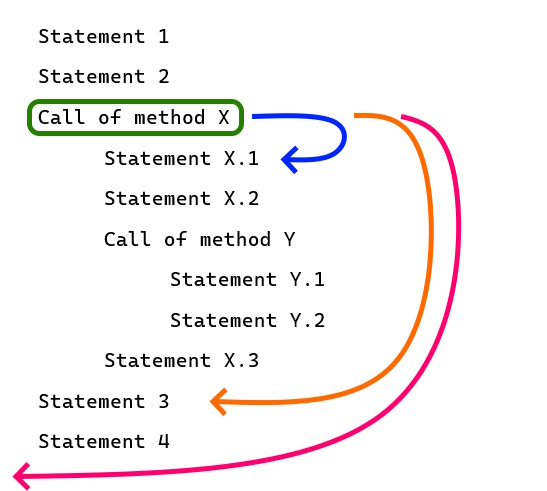 Statement 1
Statement 2
Call of method X
Statement X.1
Statement X.2
Call of method Y
Statement Y.1
Statement Y.2
Statement X.3
Statement 3
Statement 4